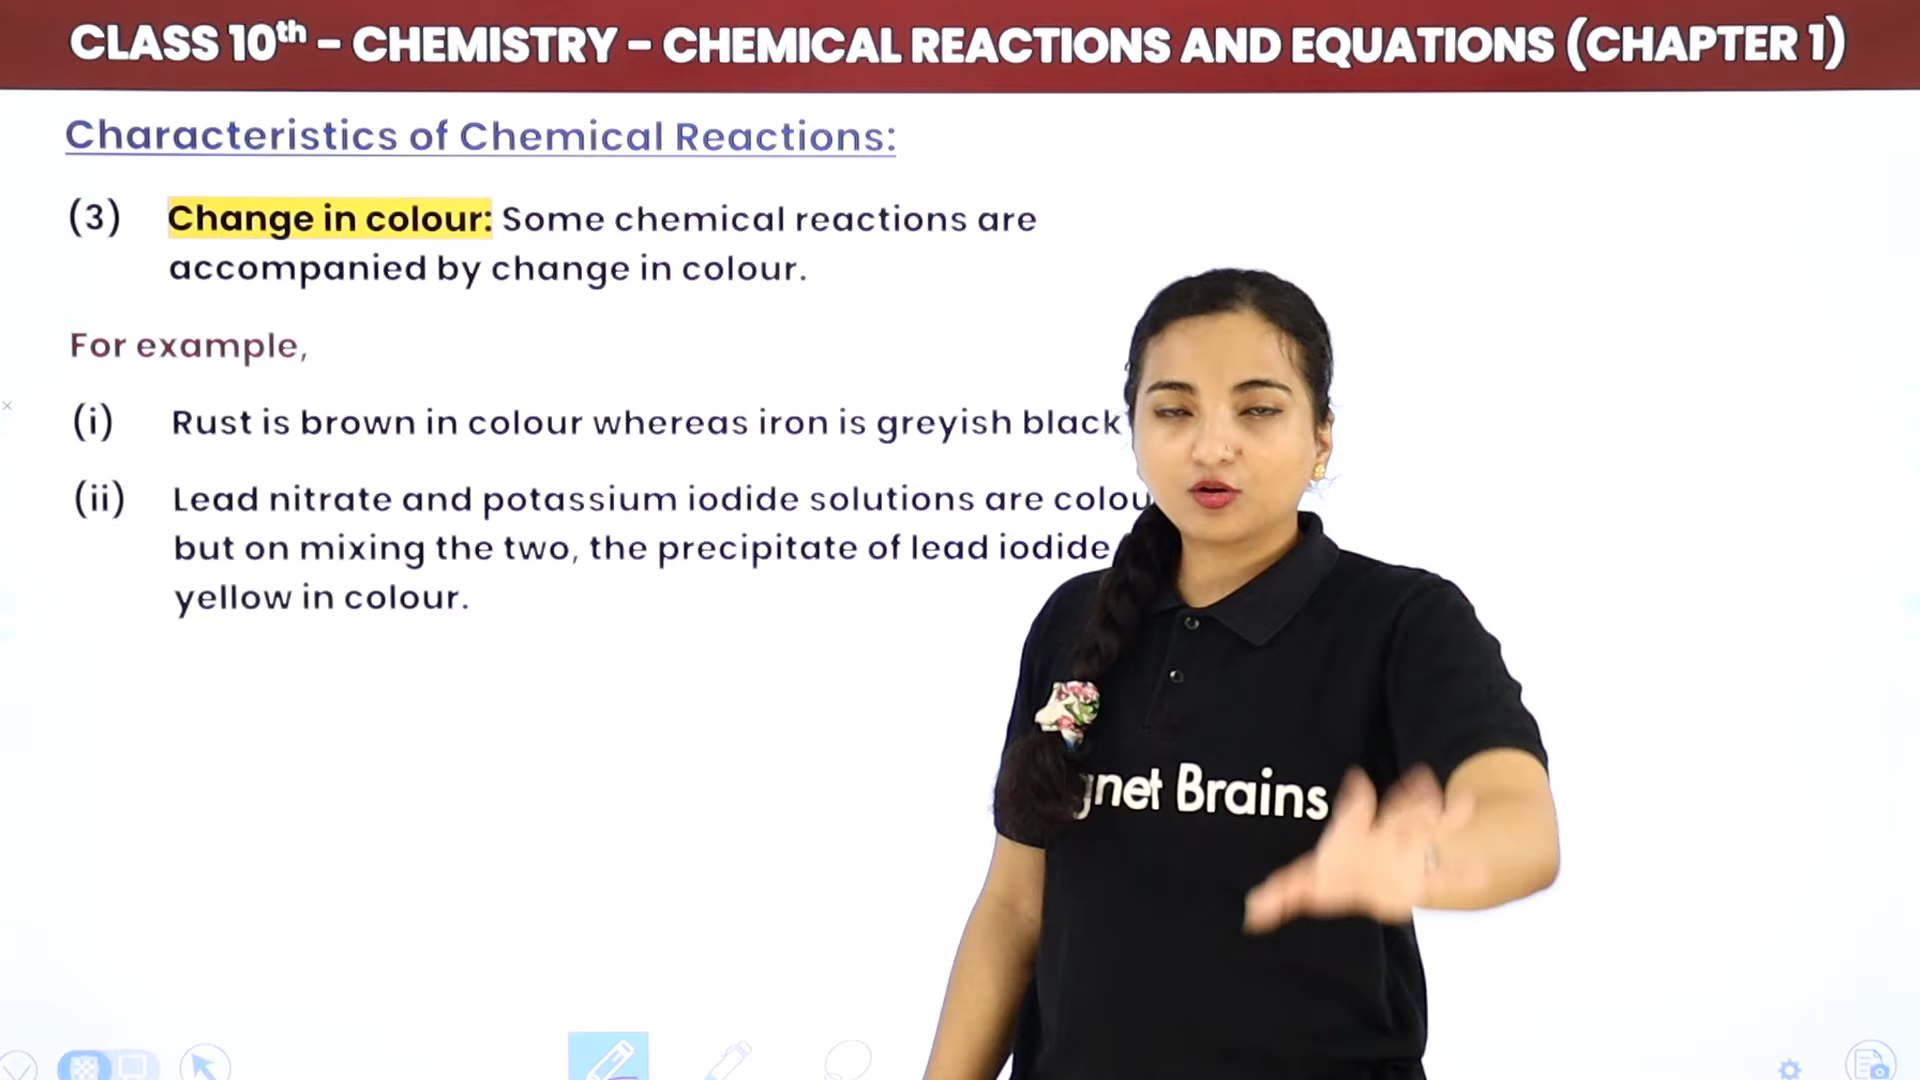 CLASS 10th - CHEMISTRY - CHEMICAL REACTIONS AND EQUATIONS (CHAPTER 1)
Characteristics of Chemical Reactions:
(3) Change in colour: Some chemical reactions are
accompanied by change in colour.
For example,
(i) Rust is brown in colour whereas iron is greyish black
(ii) Lead nitrate and potassium iodide solutions are
but on mixing the two, the precipitate of lead iodide
yellow in colour.
Brains